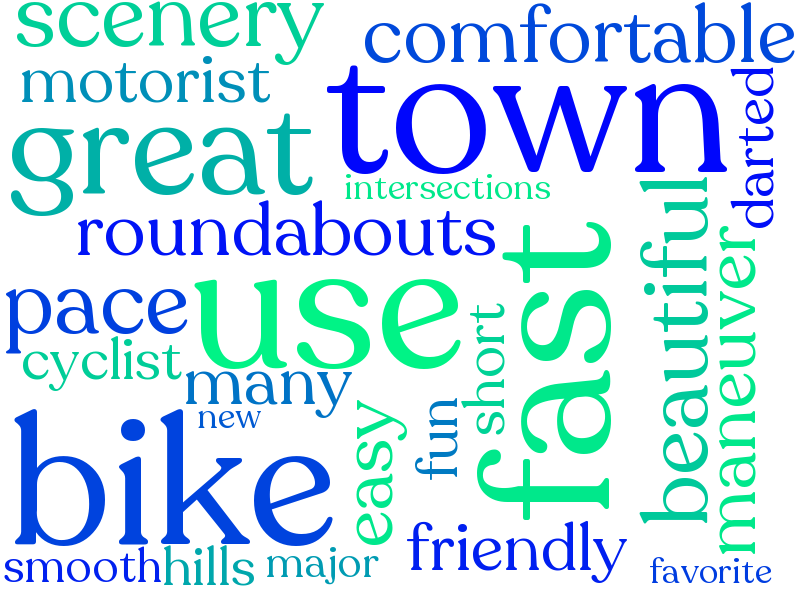 scenery
comfortable
motorist
town
darted
great
intersections
roundabouts
beautiful
fast
maneuver
pace
use
short
cyclist
many
new
fun
easy
bike
friendly
smooth
hills
major
favorite